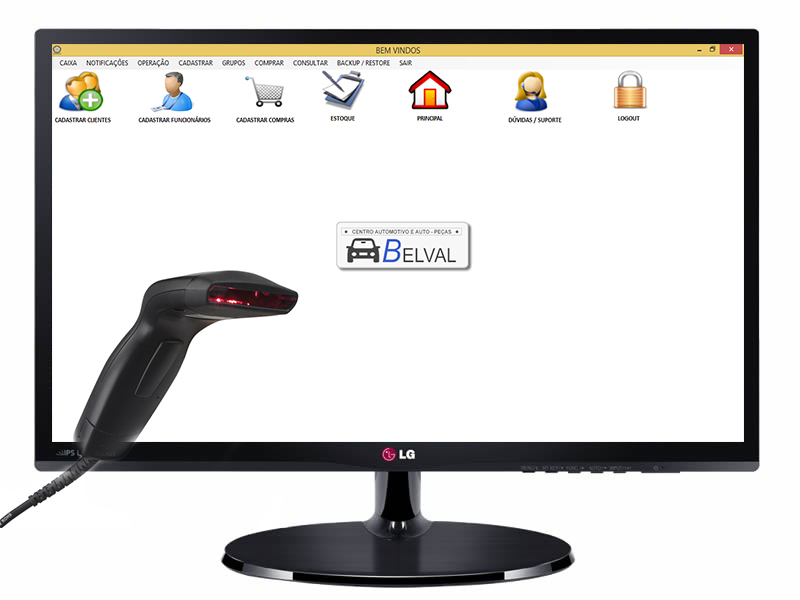 BEM VINDOS
CAIXA NOTIFICAÇÕES OPERAÇÃO CADASTRAR GRUPOS COMPRAR CONSULTAR BACKUP / RESTORE SAIR
CADASTRAR CLIENTES CADASTRAR FUNCIONÁRIOS CADASTRAR COMPRAS ESTOQUE PRINCIPAL DÚVIDAS / SUPORTE LOGOUT
CENTRO AUTOMOTIVO E AUTO - PEÇAS
BELVAL
IPS
LG